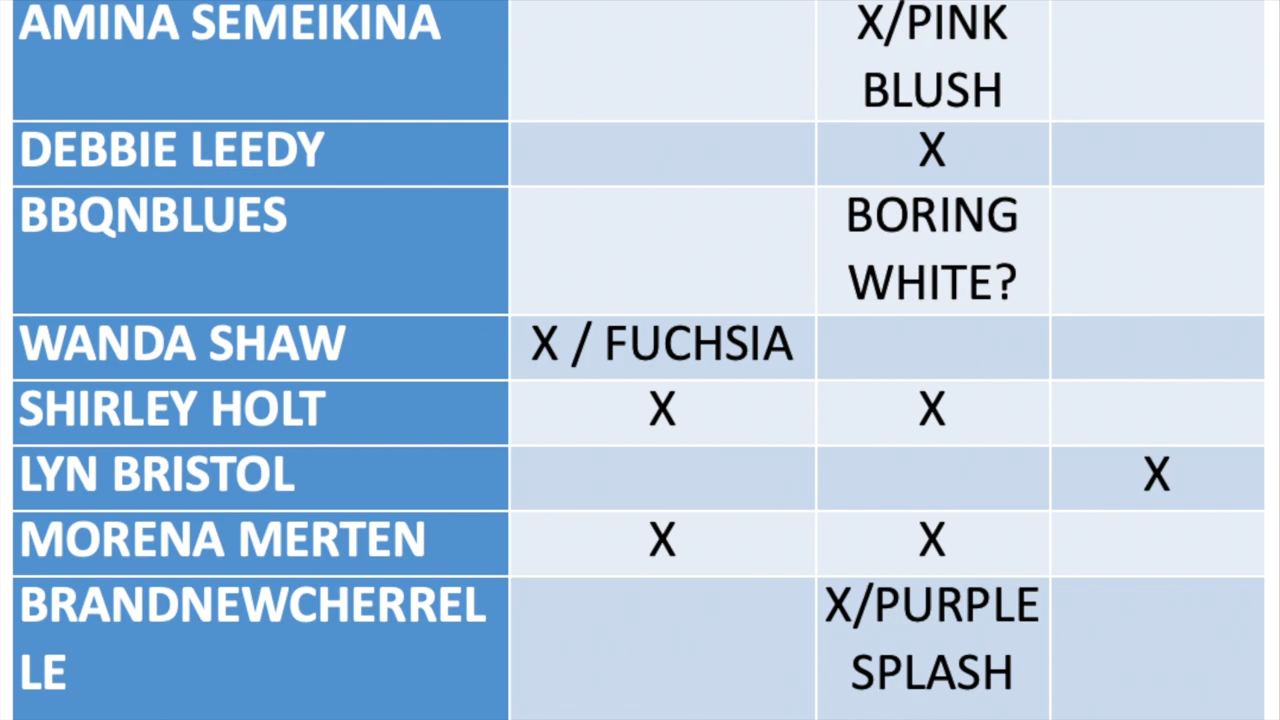 AMINA SEMEIKINA X/PINK
BLUSH
DEBBIE LEEDY X
BBQNBLUES BORING
WHITE?
WANDA SHAW X / FUCHSIA
SHIRLEY HOLT X X
LYN BRISTOL X
MORENA MERTEN X X
BRANDNEWCHERREL X/PURPLE
LE SPLASH